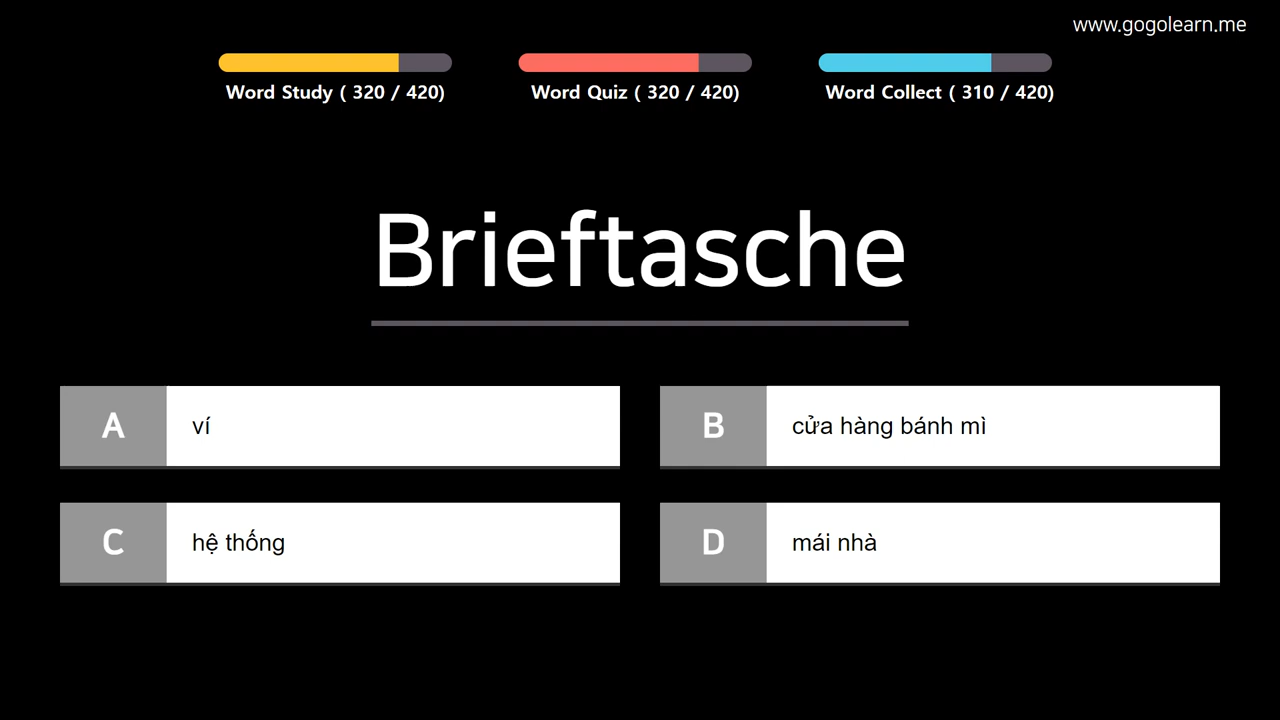 www.gogolearn.me
Word Study ( 320 / 420)
Word Quiz ( 320 / 420)
Word Collect ( 310 / 420)
Brieftasche
A ví
B cửa hàng bánh mì
C hệ thống
D mái nhà